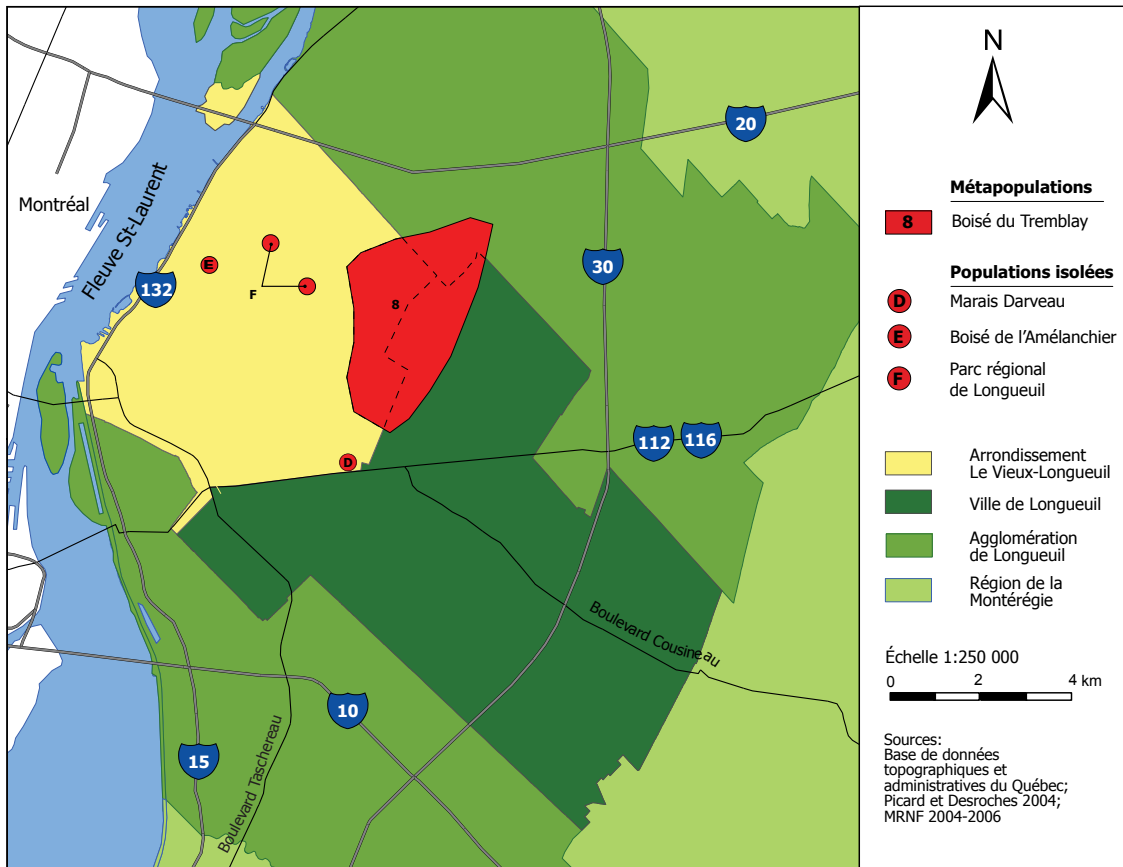 Montréal
Fleuve St-Laurent
132
E
F
8
D
20
30
112
116
Boulevard Cousineau
Boulevard Taschereau
10
15
N
Métapopulations
8
Boisé du Tremblay
Populations isolées
D
Marais Darveau
E
Boisé de l'Amélanchier
F
Parc régional
de Longueuil
Arrondissement
Le Vieux-Longueuil
Ville de Longueuil
Agglomération
de Longueuil
Région de la
Montérégie
Échelle 1:250 000
0 2 4 km
Sources:
Base de données
topographiques et
administratives du Québec;
Picard et Desroches 2004;
MRNF 2004-2006